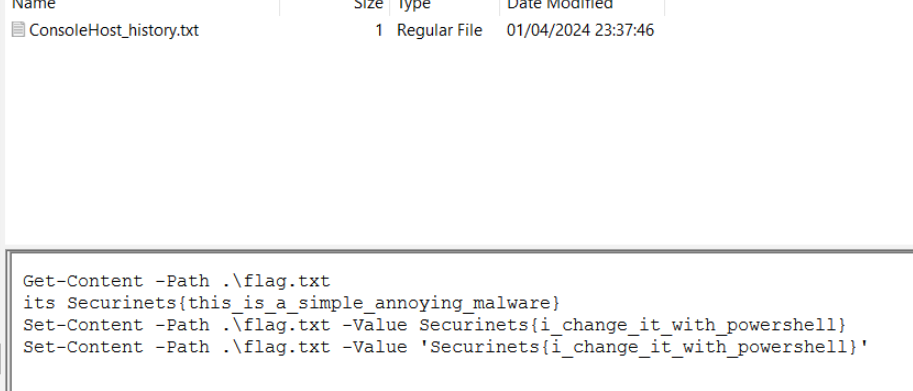 Name Size Type Date Modified
ConsoleHost_history.txt 1 Regular File 01/04/2024 23:37:46
Get-Content -Path .\flag.txt
its Securinets{this_is_a_simple_annoying_malware}
Set-Content -Path .\flag.txt -Value Securinets{i_change_it_with_powershell}
Set-Content -Path .\flag.txt -Value 'Securinets{i_change_it_with_powershell}'